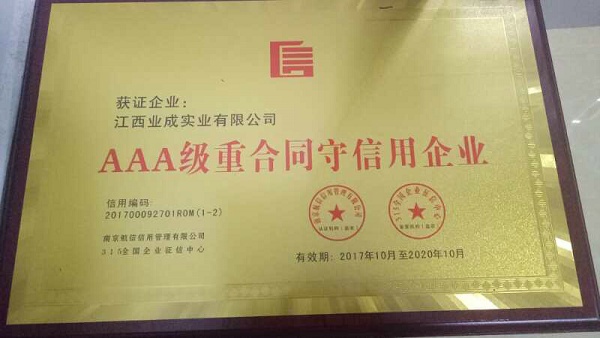 获证企业：
江西业成实业有限公司
AAA级重合同守信用企业
信用编码：
201700092701ROM(1-2)
南京航信信用管理有限公司
315全国企业征信中心
有效期：2017年10月至2020年10月